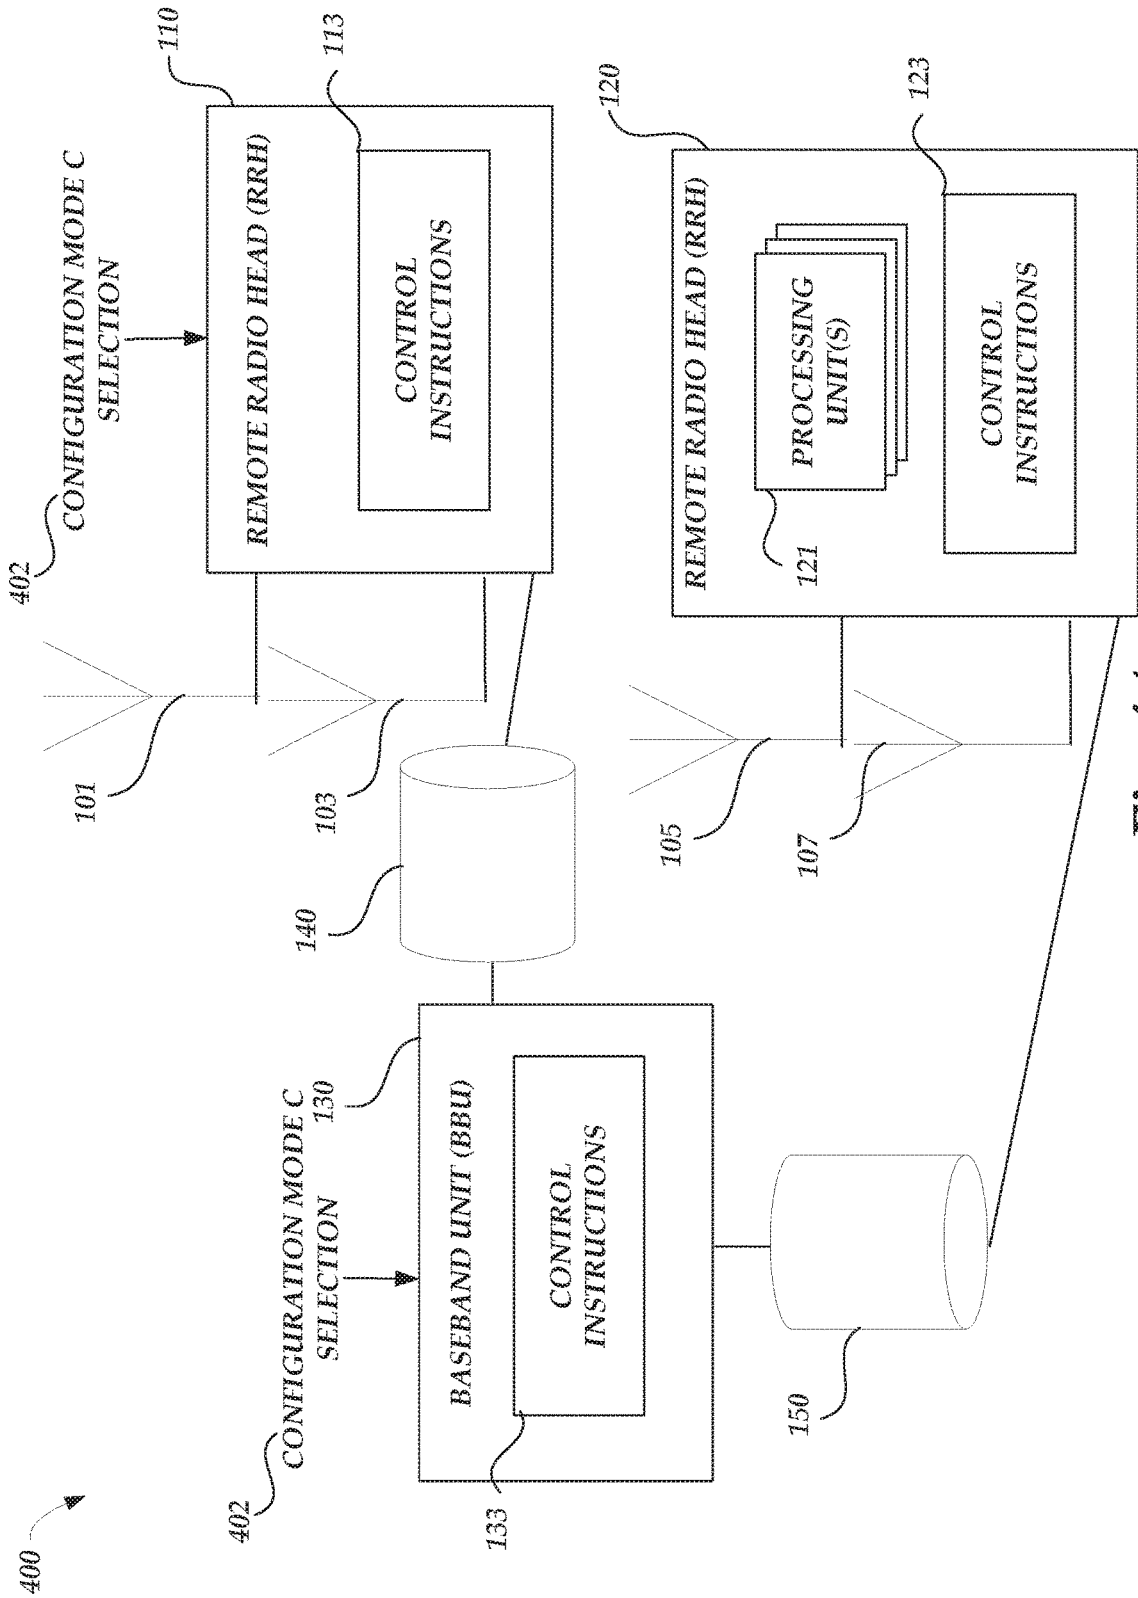 400
402
CONFIGURATION MODE C
SELECTION
130
BASEBAND UNIT (BBU)
CONTROL
INSTRUCTIONS
133
140
150
402
CONFIGURATION MODE C
SELECTION
110
REMOTE RADIO HEAD (RRH)
113
CONTROL
INSTRUCTIONS
101
103
120
REMOTE RADIO HEAD (RRH)
PROCESSING
UNIT(S)
121
123
CONTROL
INSTRUCTIONS
105
107